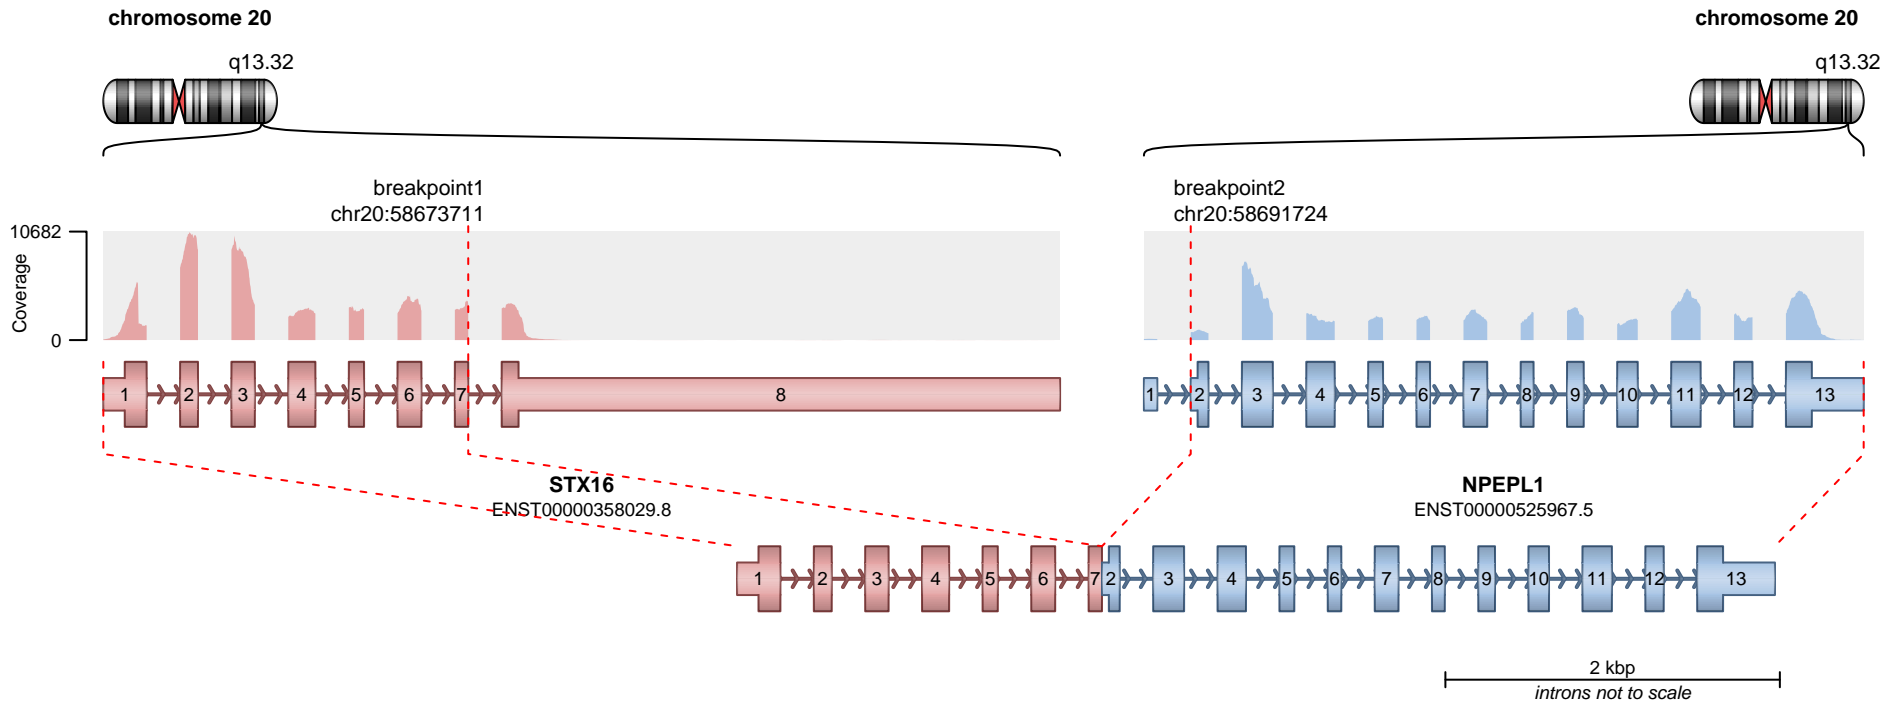 chromosome 20
chromosome 20
q13.32
q13.32
breakpoint1
chr20:58673711
breakpoint2
chr20:58691724
10682
Coverage
0
1 2 3 4 5 6 7 8
1 2 3 4 5 6 7 8 9 10 11 12 13
STX16
ENST00000358029.8
NPEPL1
ENST00000525967.5
1 2 3 4 5 6 7 2 3 4 5 6 7 8 9 10 11 12 13
2 kbp
introns not to scale